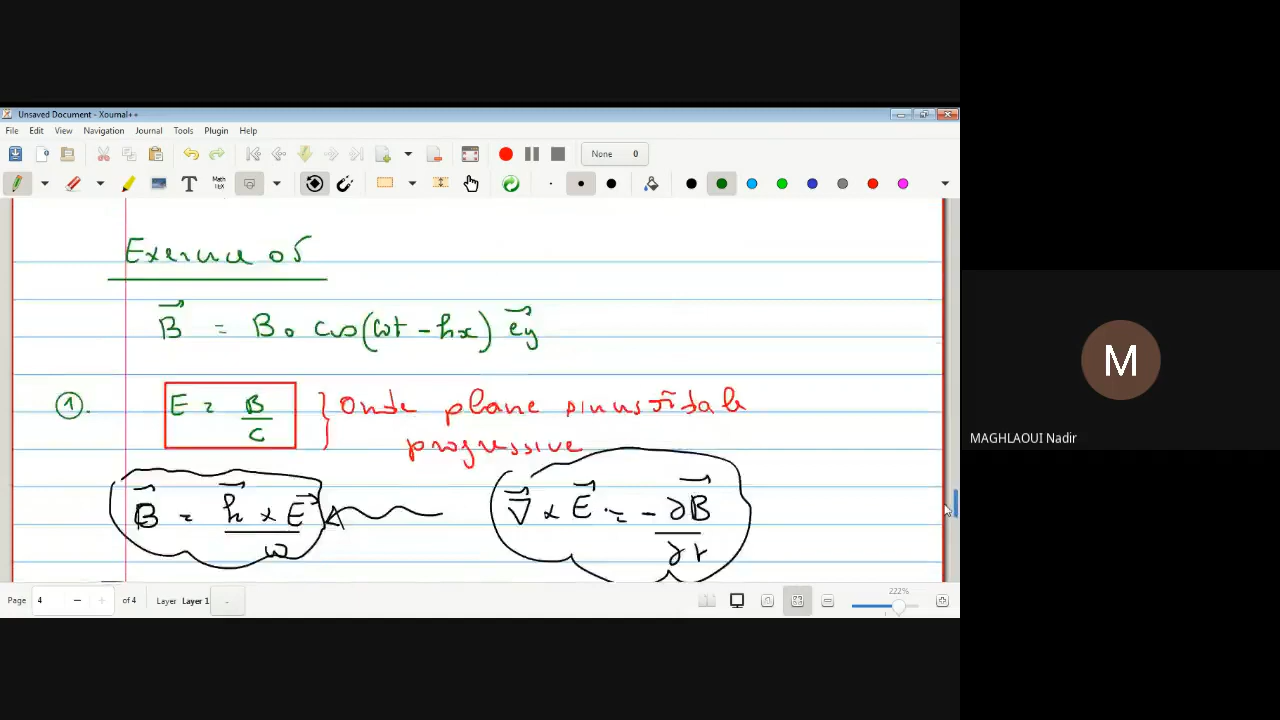 Unsaved Document - Xournal++
File Edit View Navigation Journal Tools Plugin Help
None 0
Exercice 05
B⃗ = B₀ cos(ωt - kx) e⃗y
①. E = B/C } Onde plane sinusoïdale
progressive
B⃗ = k⃗ × E⃗ / ω
∇⃗ × E⃗ = - ∂B⃗/∂t
Page 4 of 4 Layer Layer 1
222%
M
MAGHLAOUI Nadir